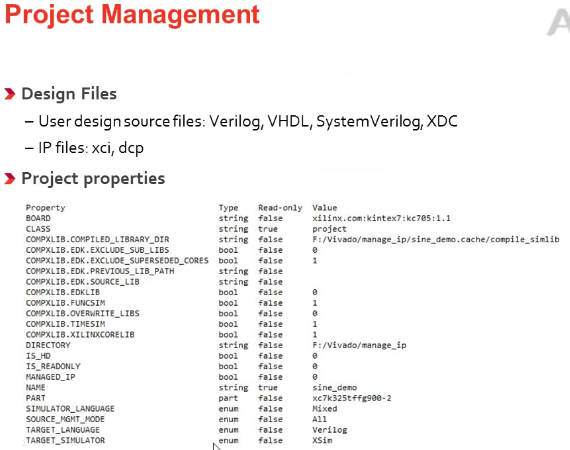 Project Management
A
Design Files
– User design source files: Verilog, VHDL, SystemVerilog, XDC
– IP files: xci, dcp
Project properties
Property Type Read-only Value
BOARD string false xilinx.com:kintex7:kc705:1.1
CLASS string true project
COMPXLIB.COMPILED_LIBRARY_DIR string false F:/Vivado/manage_ip/sine_demo.cache/compile_simlib
COMPXLIB.EDK.EXCLUDE_SUB_LIBS bool false 0
COMPXLIB.EDK.EXCLUDE_SUPERSEDED_CORES bool false 1
COMPXLIB.EDK.PREVIOUS_LIB_PATH string false
COMPXLIB.EDK.SOURCE_LIB string false
COMPXLIB.EDKLIB bool false 0
COMPXLIB.FUNCSIM bool false 1
COMPXLIB.OVERWRITE_LIBS bool false 0
COMPXLIB.TIMESIM bool false 1
COMPXLIB.XILINXCORELIB bool false 1
DIRECTORY string false F:/Vivado/manage_ip
IS_HD bool false 0
IS_READONLY bool false 0
MANAGED_IP bool false 0
NAME string true sine_demo
PART part false xc7k325tffg900-2
SIMULATOR_LANGUAGE enum false Mixed
SOURCE_MGMT_MODE enum false All
TARGET_LANGUAGE enum false Verilog
TARGET_SIMULATOR enum false XSim